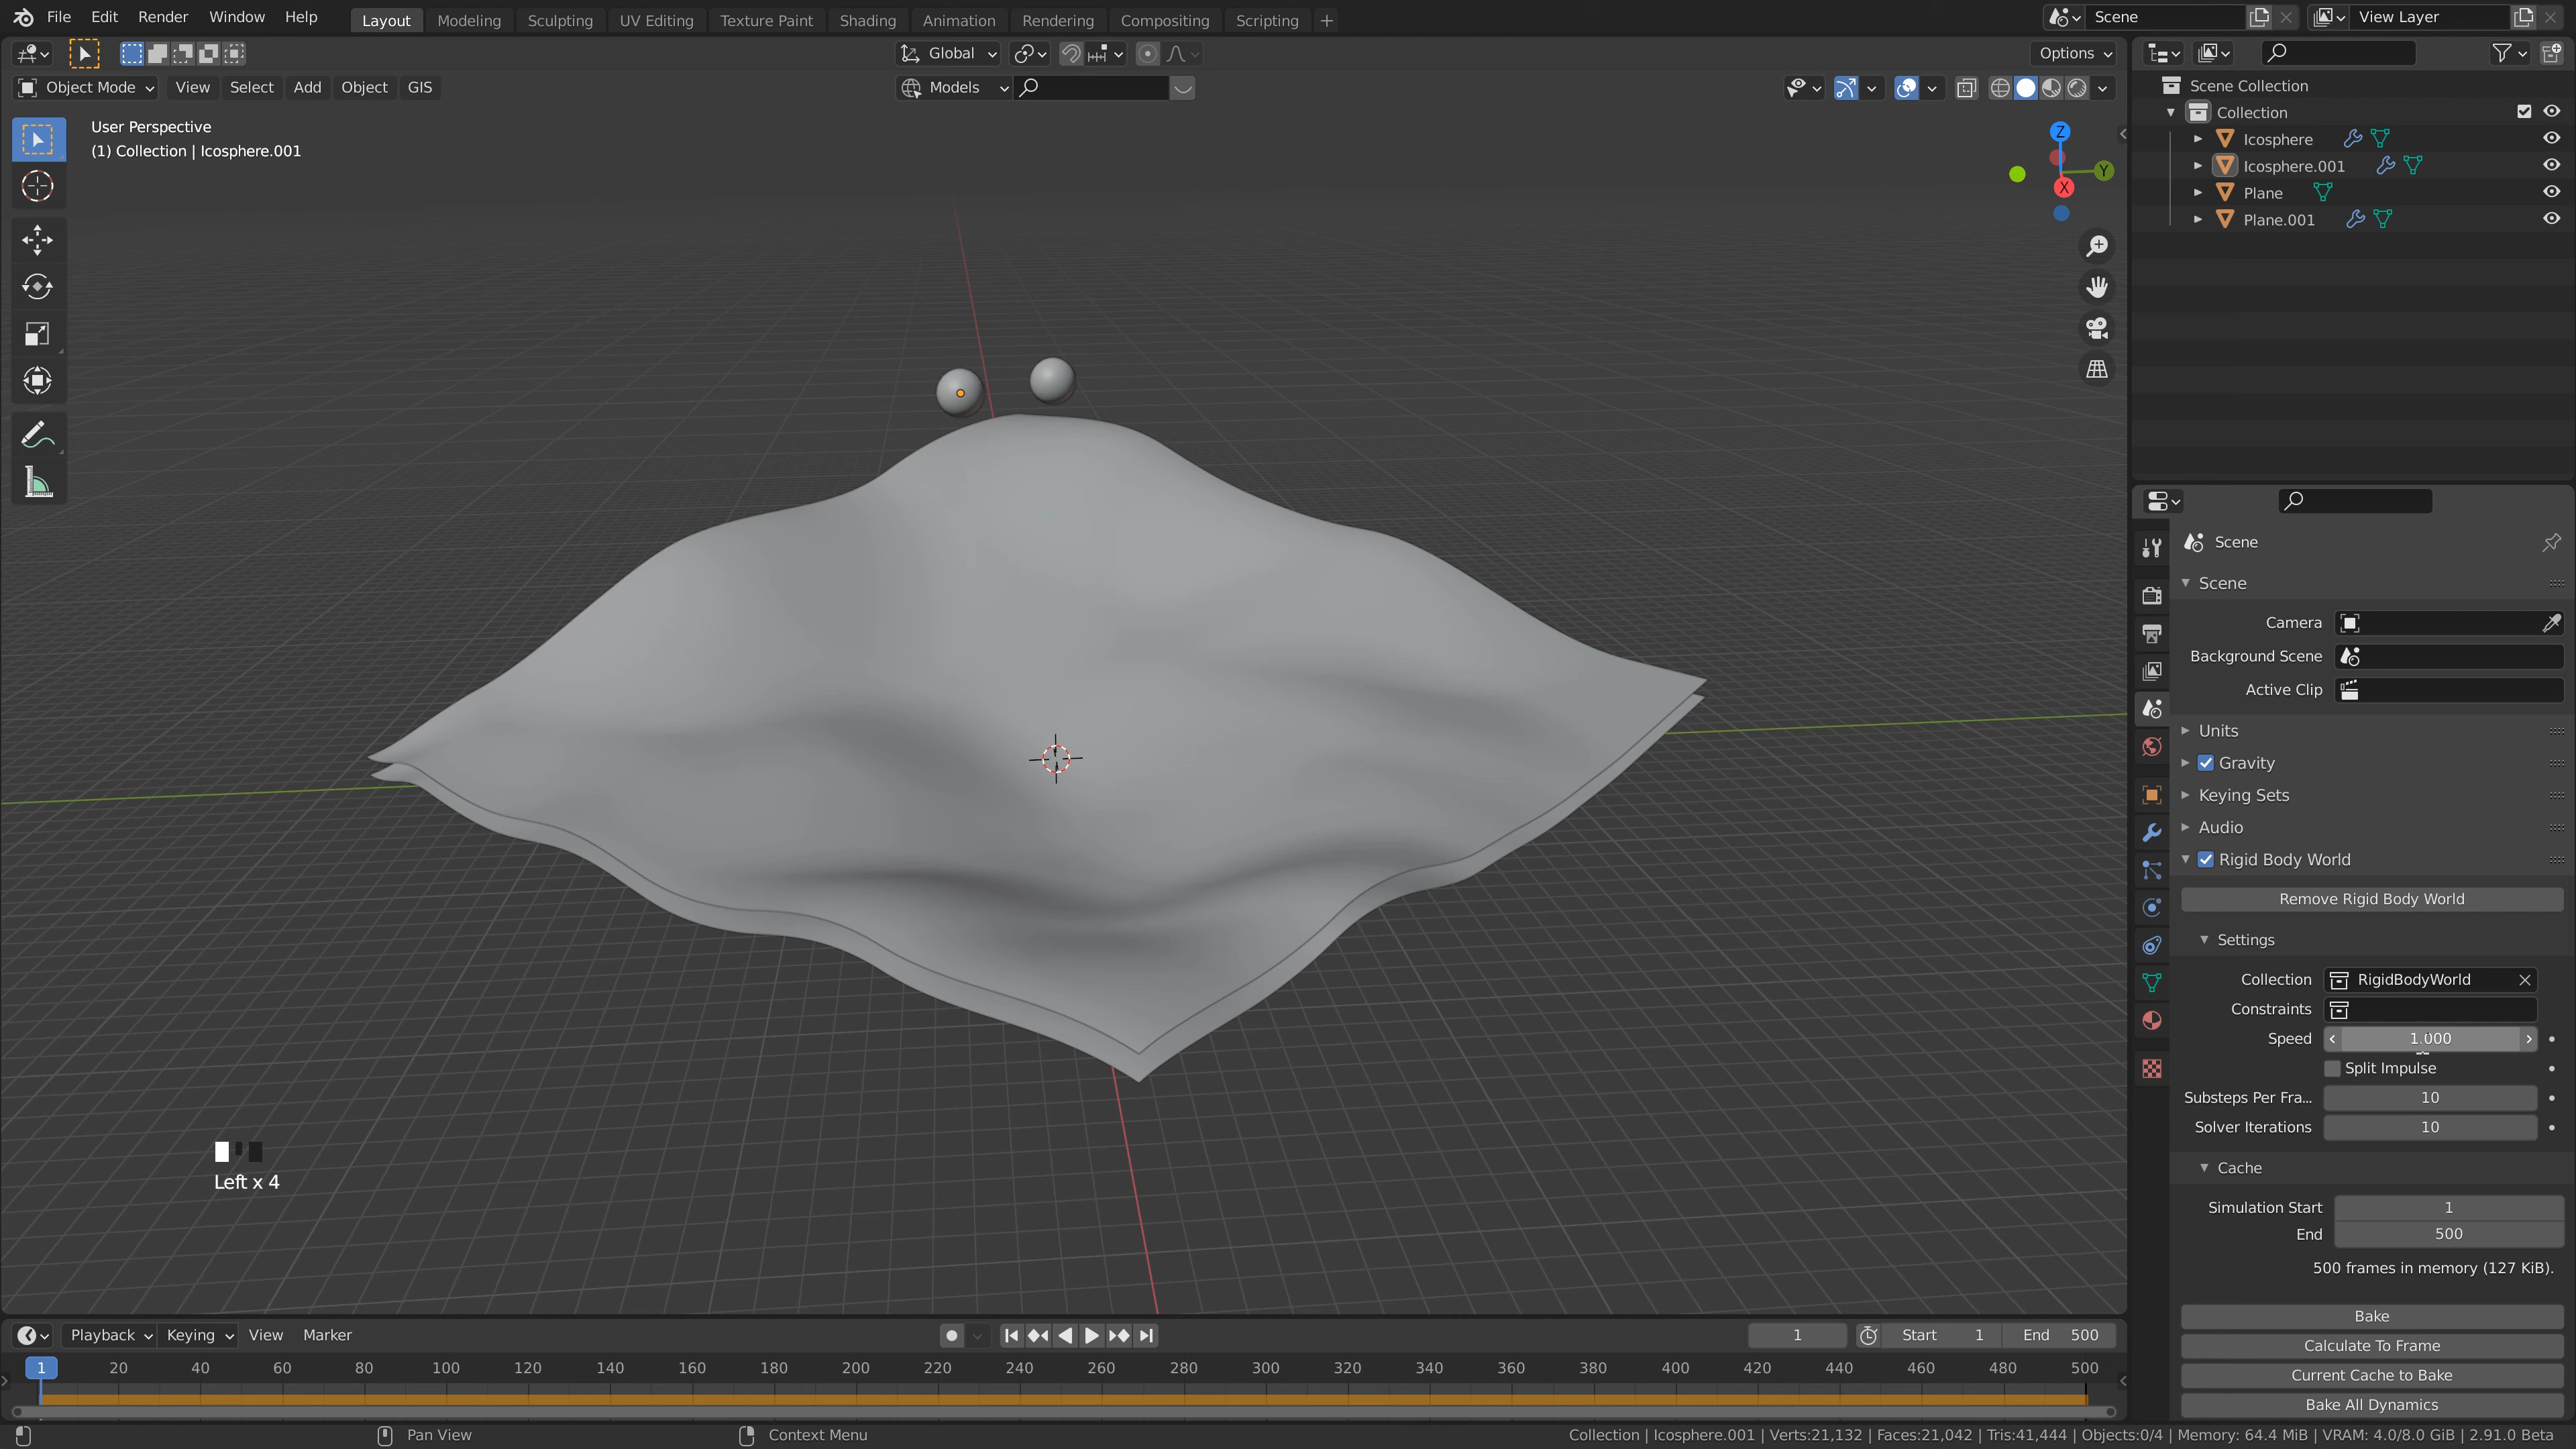 File Edit Render Window Help Layout Modeling Sculpting UV Editing Texture Paint Shading Animation Rendering Compositing Scripting + Scene View Layer
Global Options
Object Mode View Select Add Object GIS Models
User Perspective
(1) Collection | Icosphere.001
Z
Y
X
Scene Collection
Collection
Icosphere
Icosphere.001
Plane
Plane.001
Scene
Scene
Camera
Background Scene
Active Clip
Units
Gravity
Keying Sets
Audio
Rigid Body World
Remove Rigid Body World
Settings
Collection RigidBodyWorld
Constraints
Speed 1.000
Split Impulse
Substeps Per Fra... 10
Solver Iterations 10
Cache
Simulation Start 1
End 500
500 frames in memory (127 KiB).
Bake
Calculate To Frame
Current Cache to Bake
Bake All Dynamics
Left x 4
Playback Keying View Marker 1 Start 1 End 500
1 20 40 60 80 100 120 140 160 180 200 220 240 260 280 300 320 340 360 380 400 420 440 460 480 500
Pan View Context Menu Collection | Icosphere.001 | Verts:21,132 | Faces:21,042 | Tris:41,444 | Objects:0/4 | Memory: 64.4 MiB | VRAM: 4.0/8.0 GiB | 2.91.0 Beta